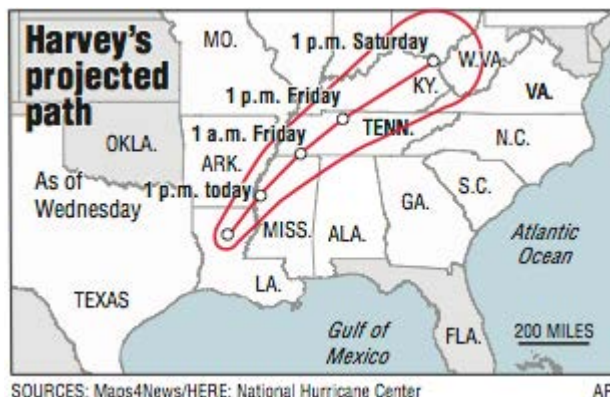 Harvey's
projected
path
As of
Wednesday
1 p.m. Saturday
1 p.m. Friday
1 a.m. Friday
1 p.m. today
MO.
W.VA.
KY.
VA.
TENN.
OKLA.
ARK.
N.C.
S.C.
MISS.
ALA.
GA.
LA.
TEXAS
FLA.
Atlantic
Ocean
Gulf of
Mexico
200 MILES
SOURCES: Maps4News/HERE; National Hurricane Center
AP